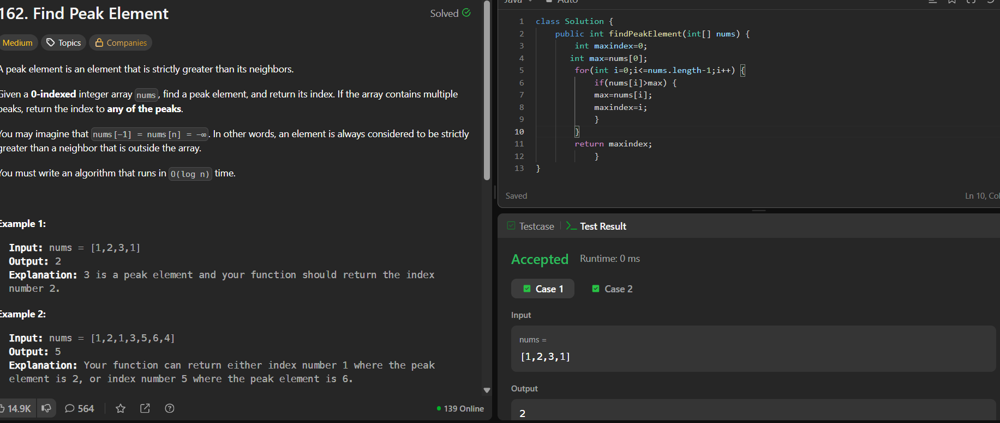 162. Find Peak Element
Solved
Medium
Topics
Companies
A peak element is an element that is strictly greater than its neighbors.
Given a 0-indexed integer array nums, find a peak element, and return its index. If the array contains multiple
peaks, return the index to any of the peaks.
You may imagine that nums[-1] = nums[n] = -∞. In other words, an element is always considered to be strictly
greater than a neighbor that is outside the array.
You must write an algorithm that runs in O(log n) time.
Example 1:
Input: nums = [1,2,3,1]
Output: 2
Explanation: 3 is a peak element and your function should return the index
number 2.
Example 2:
Input: nums = [1,2,1,3,5,6,4]
Output: 5
Explanation: Your function can return either index number 1 where the peak
element is 2, or index number 5 where the peak element is 6.
14.9K
564
139 Online
Java
Auto
1 class Solution {
2 public int findPeakElement(int[] nums) {
3 int maxindex=0;
4 int max=nums[0];
5 for(int i=0;i<=nums.length-1;i++) {
6 if(nums[i]>max) {
7 max=nums[i];
8 maxindex=i;
9 }
10 }
11 return maxindex;
12 }
13 }
Saved
Ln 10, Col
Testcase
Test Result
Accepted
Runtime: 0 ms
Case 1
Case 2
Input
nums =
[1,2,3,1]
Output
2